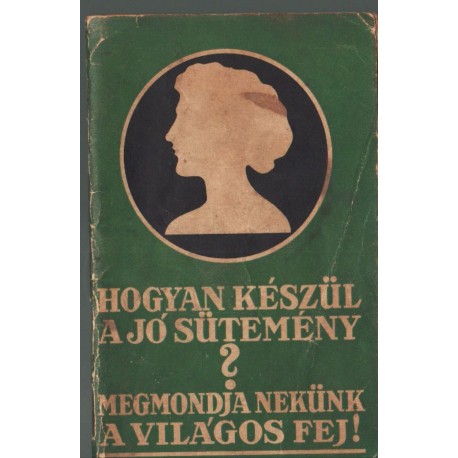 HOGYAN KÉSZÜL
A JÓ SÜTEMÉNY
?
MEGMONDJA NEKÜNK
A VILÁGOS FEJ!